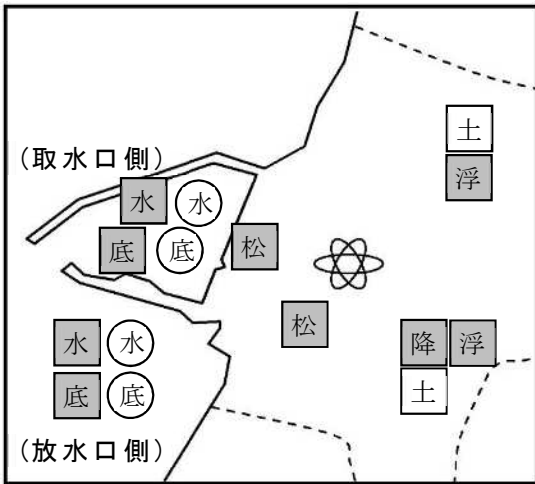 土
浮
(取水口側)
水 水
底 底 松
松
水 水 降 浮
底 底 土
(放水口側)